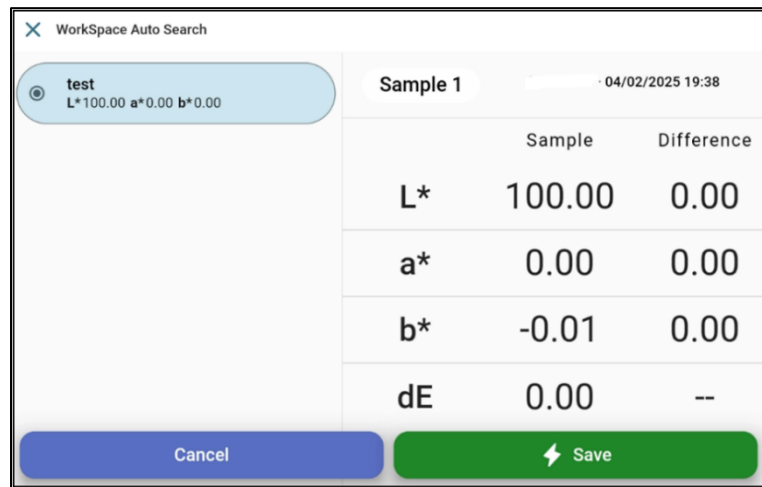 WorkSpace Auto Search
test
L*100.00 a*0.00 b*0.00
Sample 1 · 04/02/2025 19:38
Sample Difference
L* 100.00 0.00
a* 0.00 0.00
b* -0.01 0.00
dE 0.00 --
Cancel
Save